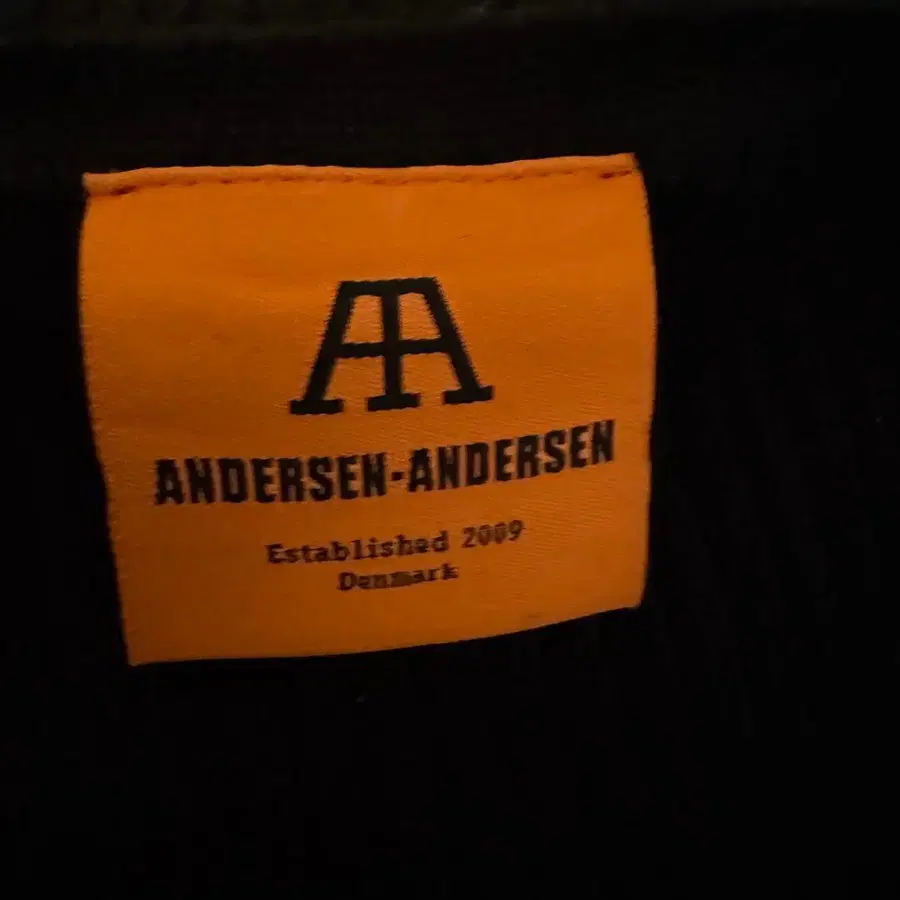 ANDERSEN-ANDERSEN
Established 2009
Denmark